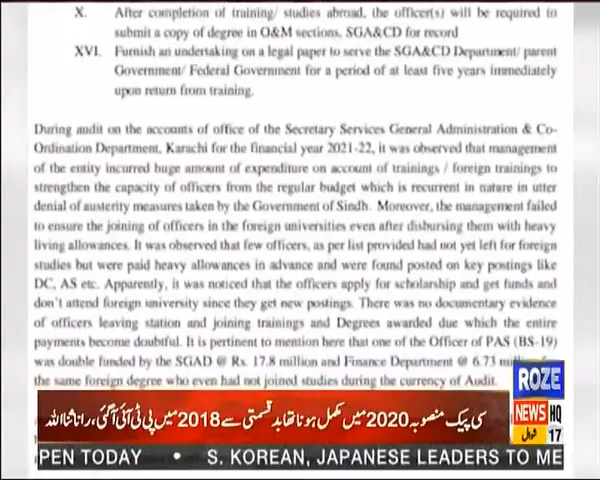 X. After completion of training/ studies abroad, the officer(s) will be required to
submit a copy of degree in O&M sections, SGA&CD for record
XVI. Furnish an undertaking on a legal paper to serve the SGA&CD Department/ parent
Government/ Federal Government for a period of at least five years immediately
upon return from training.
During audit on the accounts of office of the Secretary Services General Administration & Co-
Ordination Department, Karachi for the financial year 2021-22, it was observed that management
of the entity incurred huge amount of expenditure on account of trainings / foreign trainings to
strengthen the capacity of officers from the regular budget which is recurrent in nature in utter
denial of austerity measures taken by the Government of Sindh. Moreover, the management failed
to ensure the joining of officers in the foreign universities even after disbursing them with heavy
living allowances. It was observed that few officers, as per list provided had not yet left for foreign
studies but were paid heavy allowances in advance and were found posted on key postings like
DC, AS etc. Apparently, it was noticed that the officers apply for scholarship and get funds and
don't attend foreign university since they get new postings. There was no documentary evidence
of officers leaving station and joining trainings and Degrees awarded due which the entire
payments become doubtful. It is pertinent to mention here that one of the Officer of PAS (BS-19)
was double funded by the SGAD @ Rs. 17.8 million and Finance Department @ 6.73
the same foreign degree who even had not joined studies during the currency of Audit.
ROZE
NEWS HQ
17 شوال
سی پیک منصوبہ 2020 میں مکمل ہونا تھا بد قسمتی سے 2018 میں پی ٹی آئی آگئی، رانا ثنااللہ
PEN TODAY • S. KOREAN, JAPANESE LEADERS TO ME